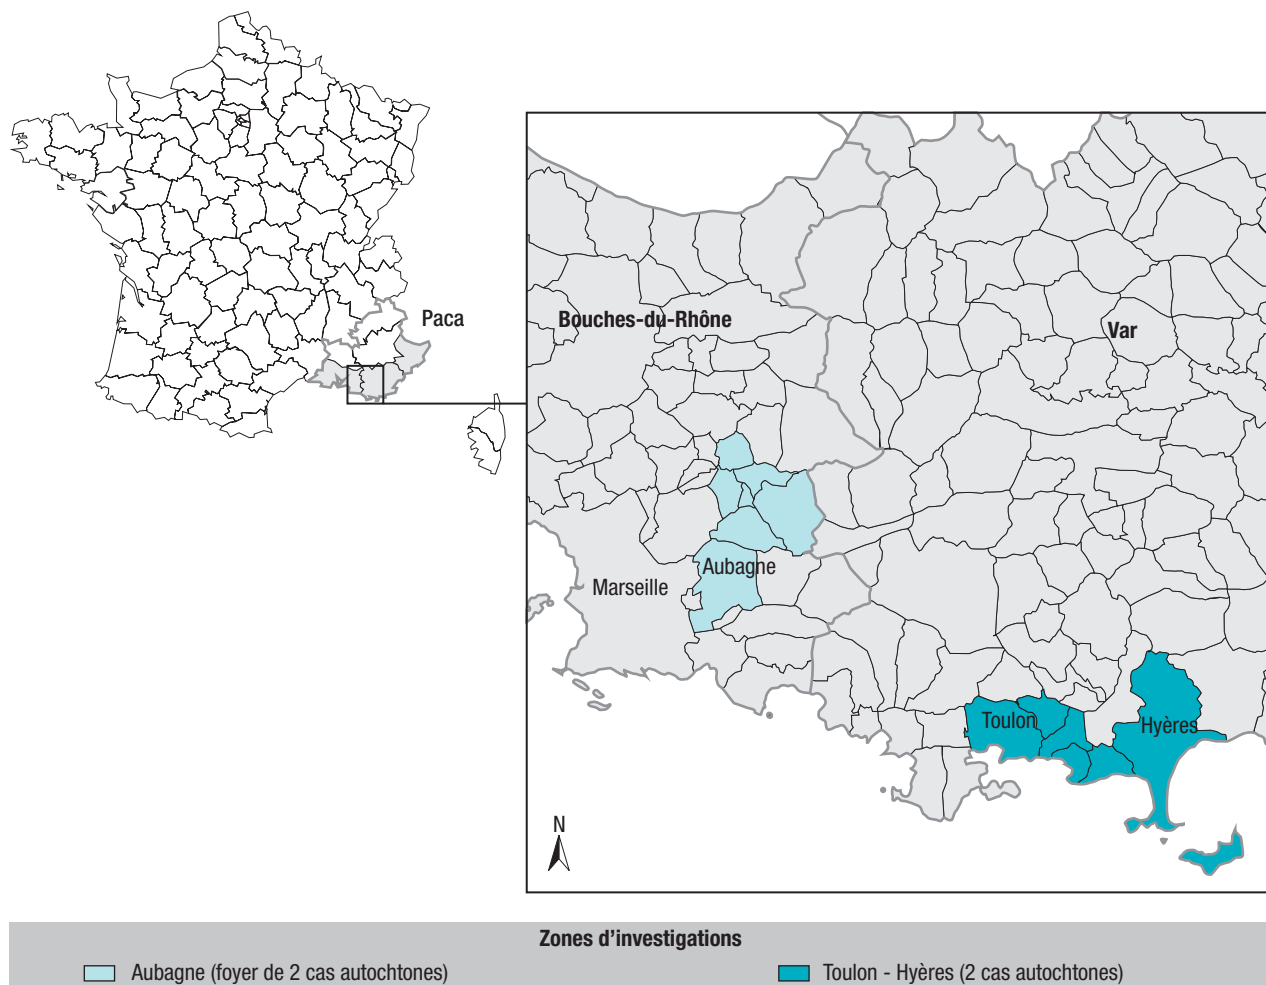 Paca
Bouches-du-Rhône
Var
Aubagne
Marseille
Toulon
Hyères
N
Zones d’investigations
Aubagne (foyer de 2 cas autochtones)
Toulon - Hyères (2 cas autochtones)